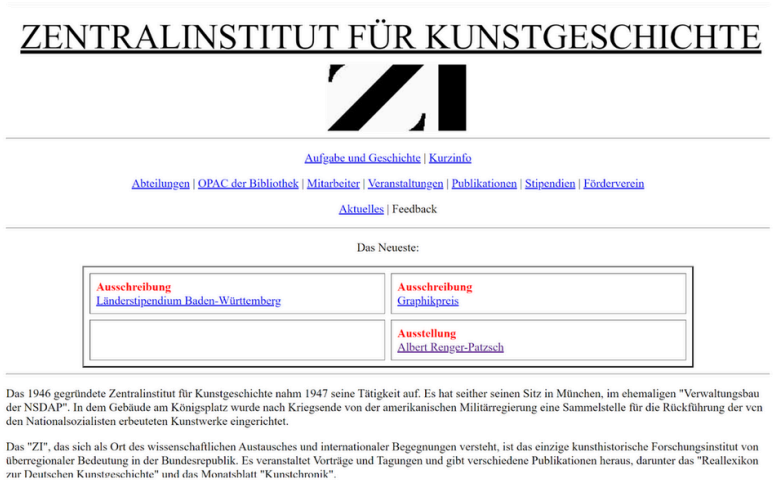 ZENTRALINSTITUT FÜR KUNSTGESCHICHTE
ZI
Aufgabe und Geschichte | Kurzinfo
Abteilungen | OPAC der Bibliothek | Mitarbeiter | Veranstaltungen | Publikationen | Stipendien | Förderverein
Aktuelles | Feedback
Das Neueste:
Ausschreibung
Länderstipendium Baden-Württemberg
Ausschreibung
Graphikpreis
Ausstellung
Albert Renger-Patzsch
Das 1946 gegründete Zentralinstitut für Kunstgeschichte nahm 1947 seine Tätigkeit auf. Es hat seither seinen Sitz in München, im ehemaligen "Verwaltungsbau
der NSDAP". In dem Gebäude am Königsplatz wurde nach Kriegsende von der amerikanischen Militärregierung eine Sammelstelle für die Rückführung der von
den Nationalsozialisten erbeuteten Kunstwerke eingerichtet.
Das "ZI", das sich als Ort des wissenschaftlichen Austausches und internationaler Begegnungen versteht, ist das einzige kunsthistorische Forschungsinstitut von
überregionaler Bedeutung in der Bundesrepublik. Es veranstaltet Vorträge und Tagungen und gibt verschiedene Publikationen heraus, darunter das "Reallexikon
zur Deutschen Kunstgeschichte" und das Monatsblatt "Kunstchronik".